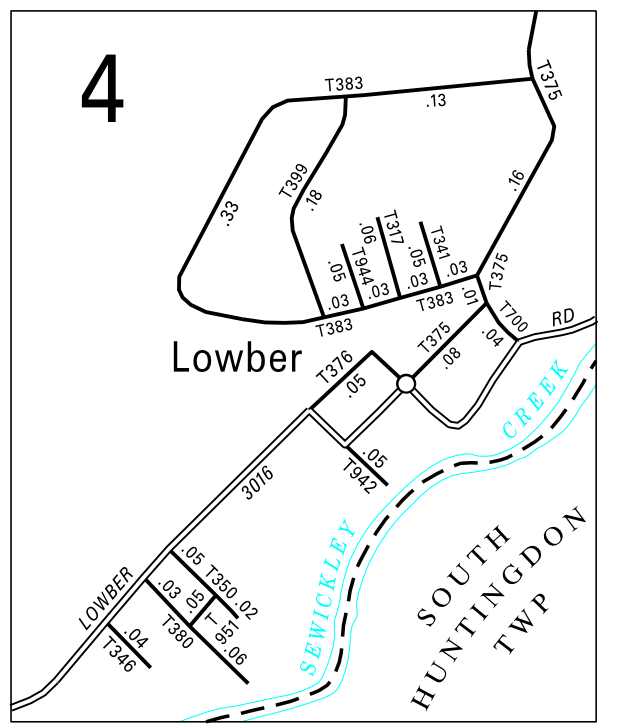 4
T383
.13
T375
T399
.18
.33
.16
T317
.06
T341
.05
T944
.05
.03
.03
.03
.03
T375
.01
T383
T383
T700
RD
.04
T375
.08
Lowber
T376
.05
CREEK
.05
T942
3016
SEWICKLEY
SOUTH
HUNTINGDON
TWP
LOWBER
.05
T350
.02
.03
.05
T380
.06
.04
T346